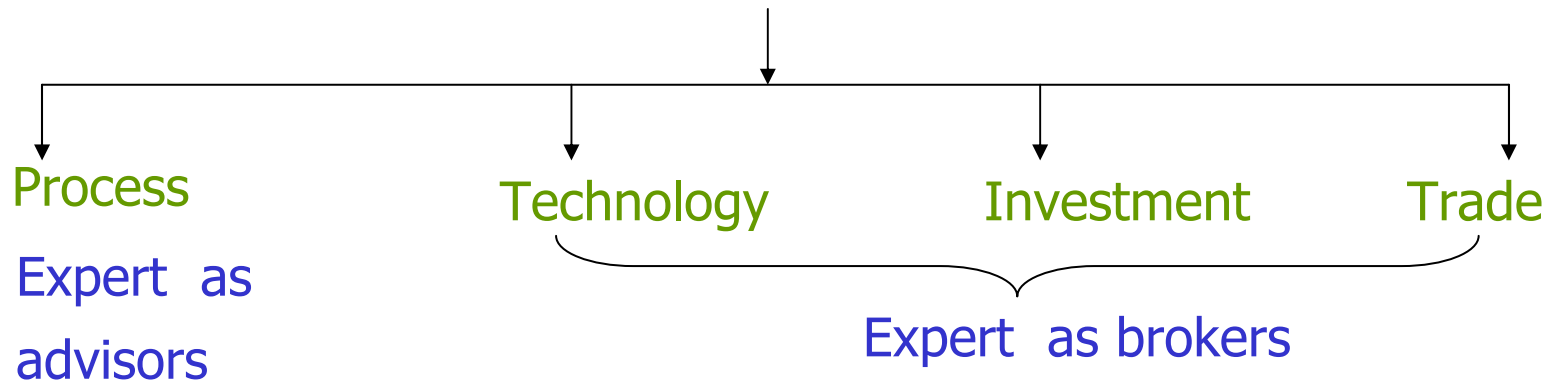 Process
Technology
Investment
Trade
Expert as
advisors
Expert as brokers